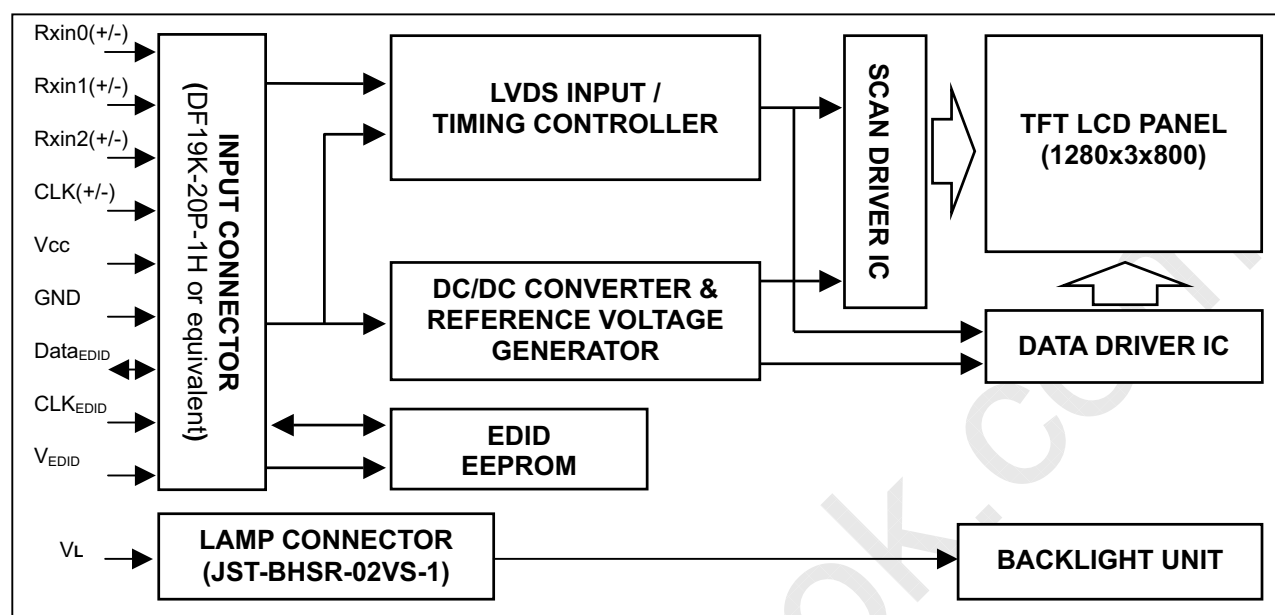 Rxin0(+/-)
Rxin1(+/-)
Rxin2(+/-)
CLK(+/-)
Vcc
GND
DataEDID
CLKEDID
VEDID
VL
INPUT CONNECTOR
(DF19K-20P-1H or equivalent)
LVDS INPUT /
TIMING CONTROLLER
DC/DC CONVERTER &
REFERENCE VOLTAGE
GENERATOR
EDID
EEPROM
SCAN DRIVER IC
TFT LCD PANEL
(1280x3x800)
DATA DRIVER IC
LAMP CONNECTOR
(JST-BHSR-02VS-1)
BACKLIGHT UNIT